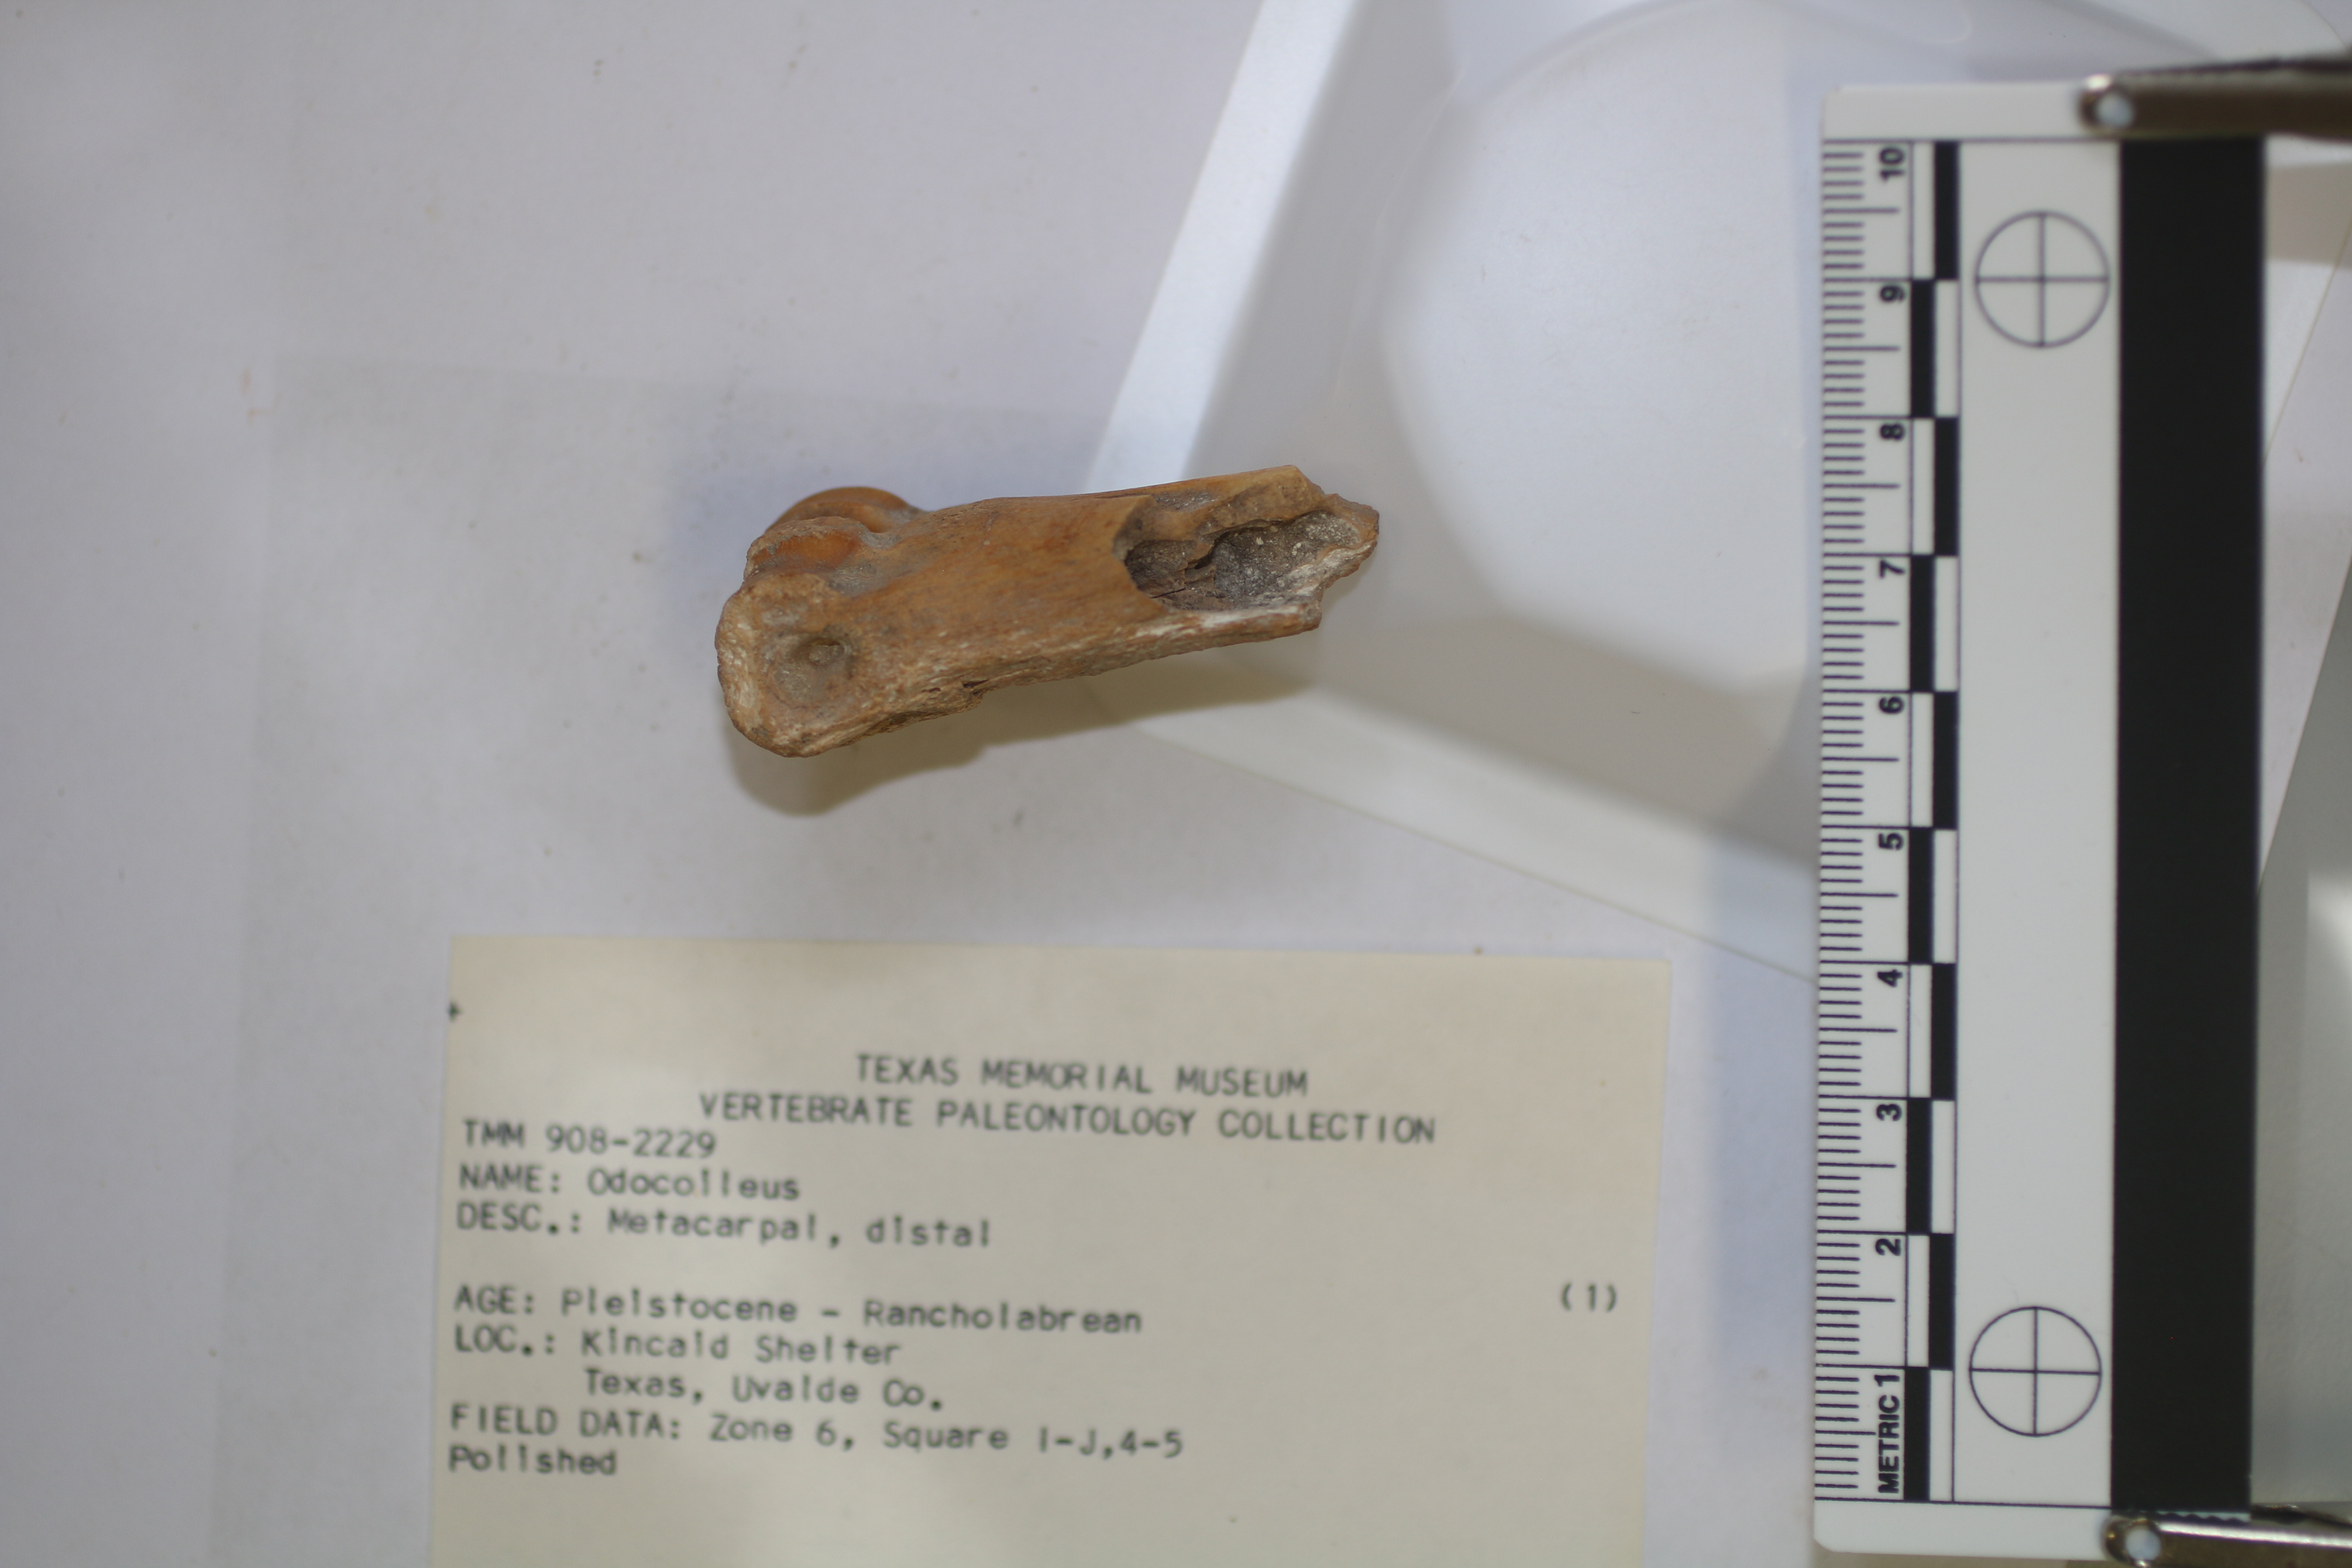 TEXAS MEMORIAL MUSEUM
VERTEBRATE PALEONTOLOGY COLLECTION
TMM 908-2229
NAME: Odocoileus
DESC.: Metacarpal, distal
(1)
AGE: Pleistocene - Rancholabrean
LOC.: Kincaid Shelter
Texas, Uvalde Co.
FIELD DATA: Zone 6, Square I-J,4-5
Polished
METRIC 1 2 3 4 5 6 7 8 9 10